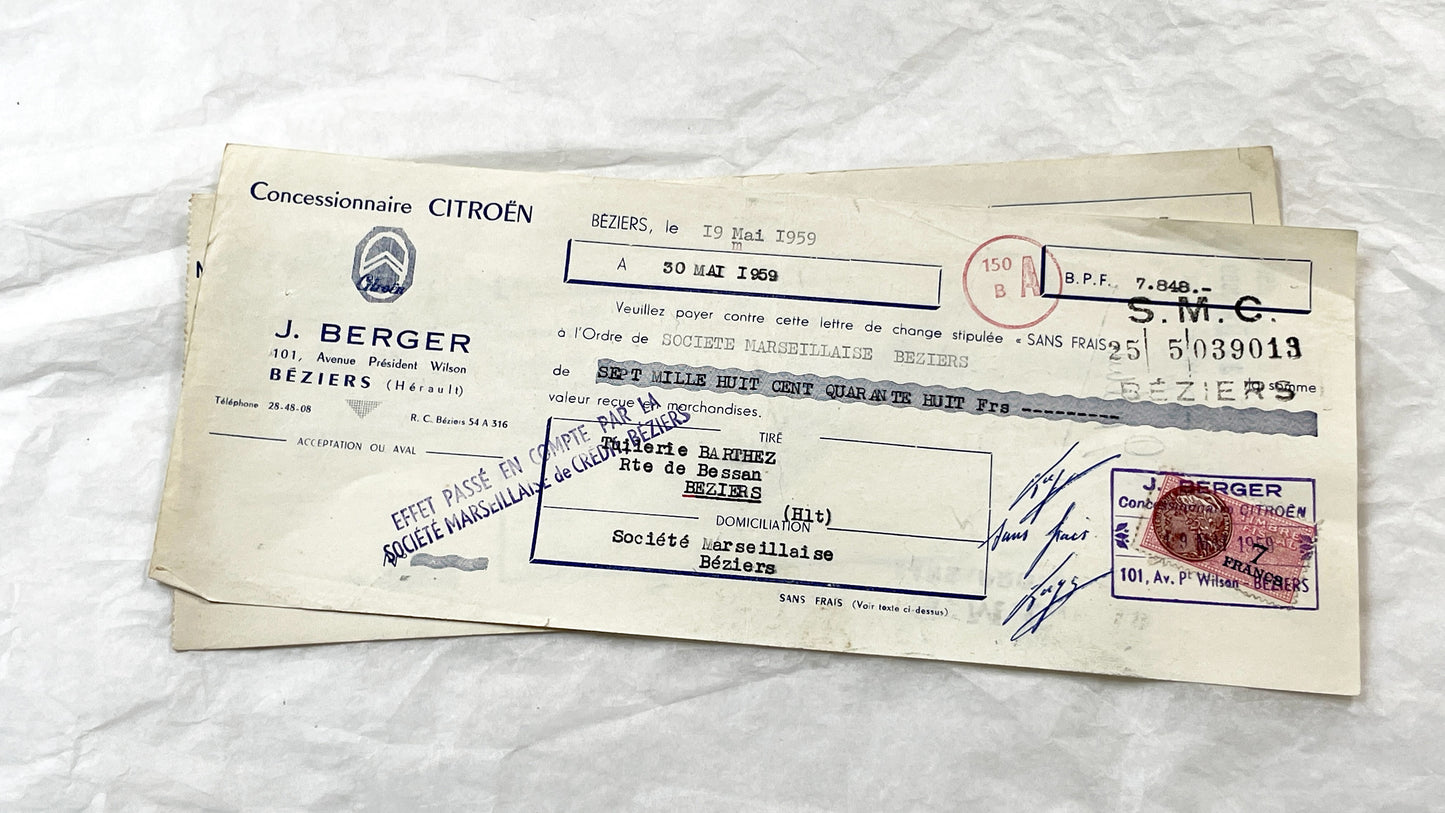 Concessionnaire CITROËN
Citroën
J. BERGER
101, Avenue Président Wilson
BÉZIERS (Hérault)
Téléphone 28-48-08
R. C. Béziers 54 A 316
ACCEPTATION OU AVAL
BÉZIERS, le 19 Mai 1959
m
A 30 MAI 1959
150
B A
B.P.F. 7.848.-
S.M.C.
25 5 039013
BÉZIERS
Veuillez payer contre cette lettre de change stipulée « SANS FRAIS
à l'Ordre de SOCIETE MARSEILLAISE BEZIERS
la somme
de SEPT MILLE HUIT CENT QUARANTE HUIT Frs ---------
valeur reçue en marchandises.
EFFET PASSÉ EN COMPTE PAR LA
SOCIÉTÉ MARSEILLAISE de CRÉDIT, BÉZIERS
TIRÉ
Tuilerie BARTHEZ
Rte de Bessan
BEZIERS
(Hlt)
DOMICILIATION
Société Marseillaise
Béziers
SANS FRAIS (Voir texte ci-dessus)
Sans frais
J. BERGER
Concessionnaire CITROËN
1959
7
FRANCS
101, Av. Pt Wilson - BÉZIERS